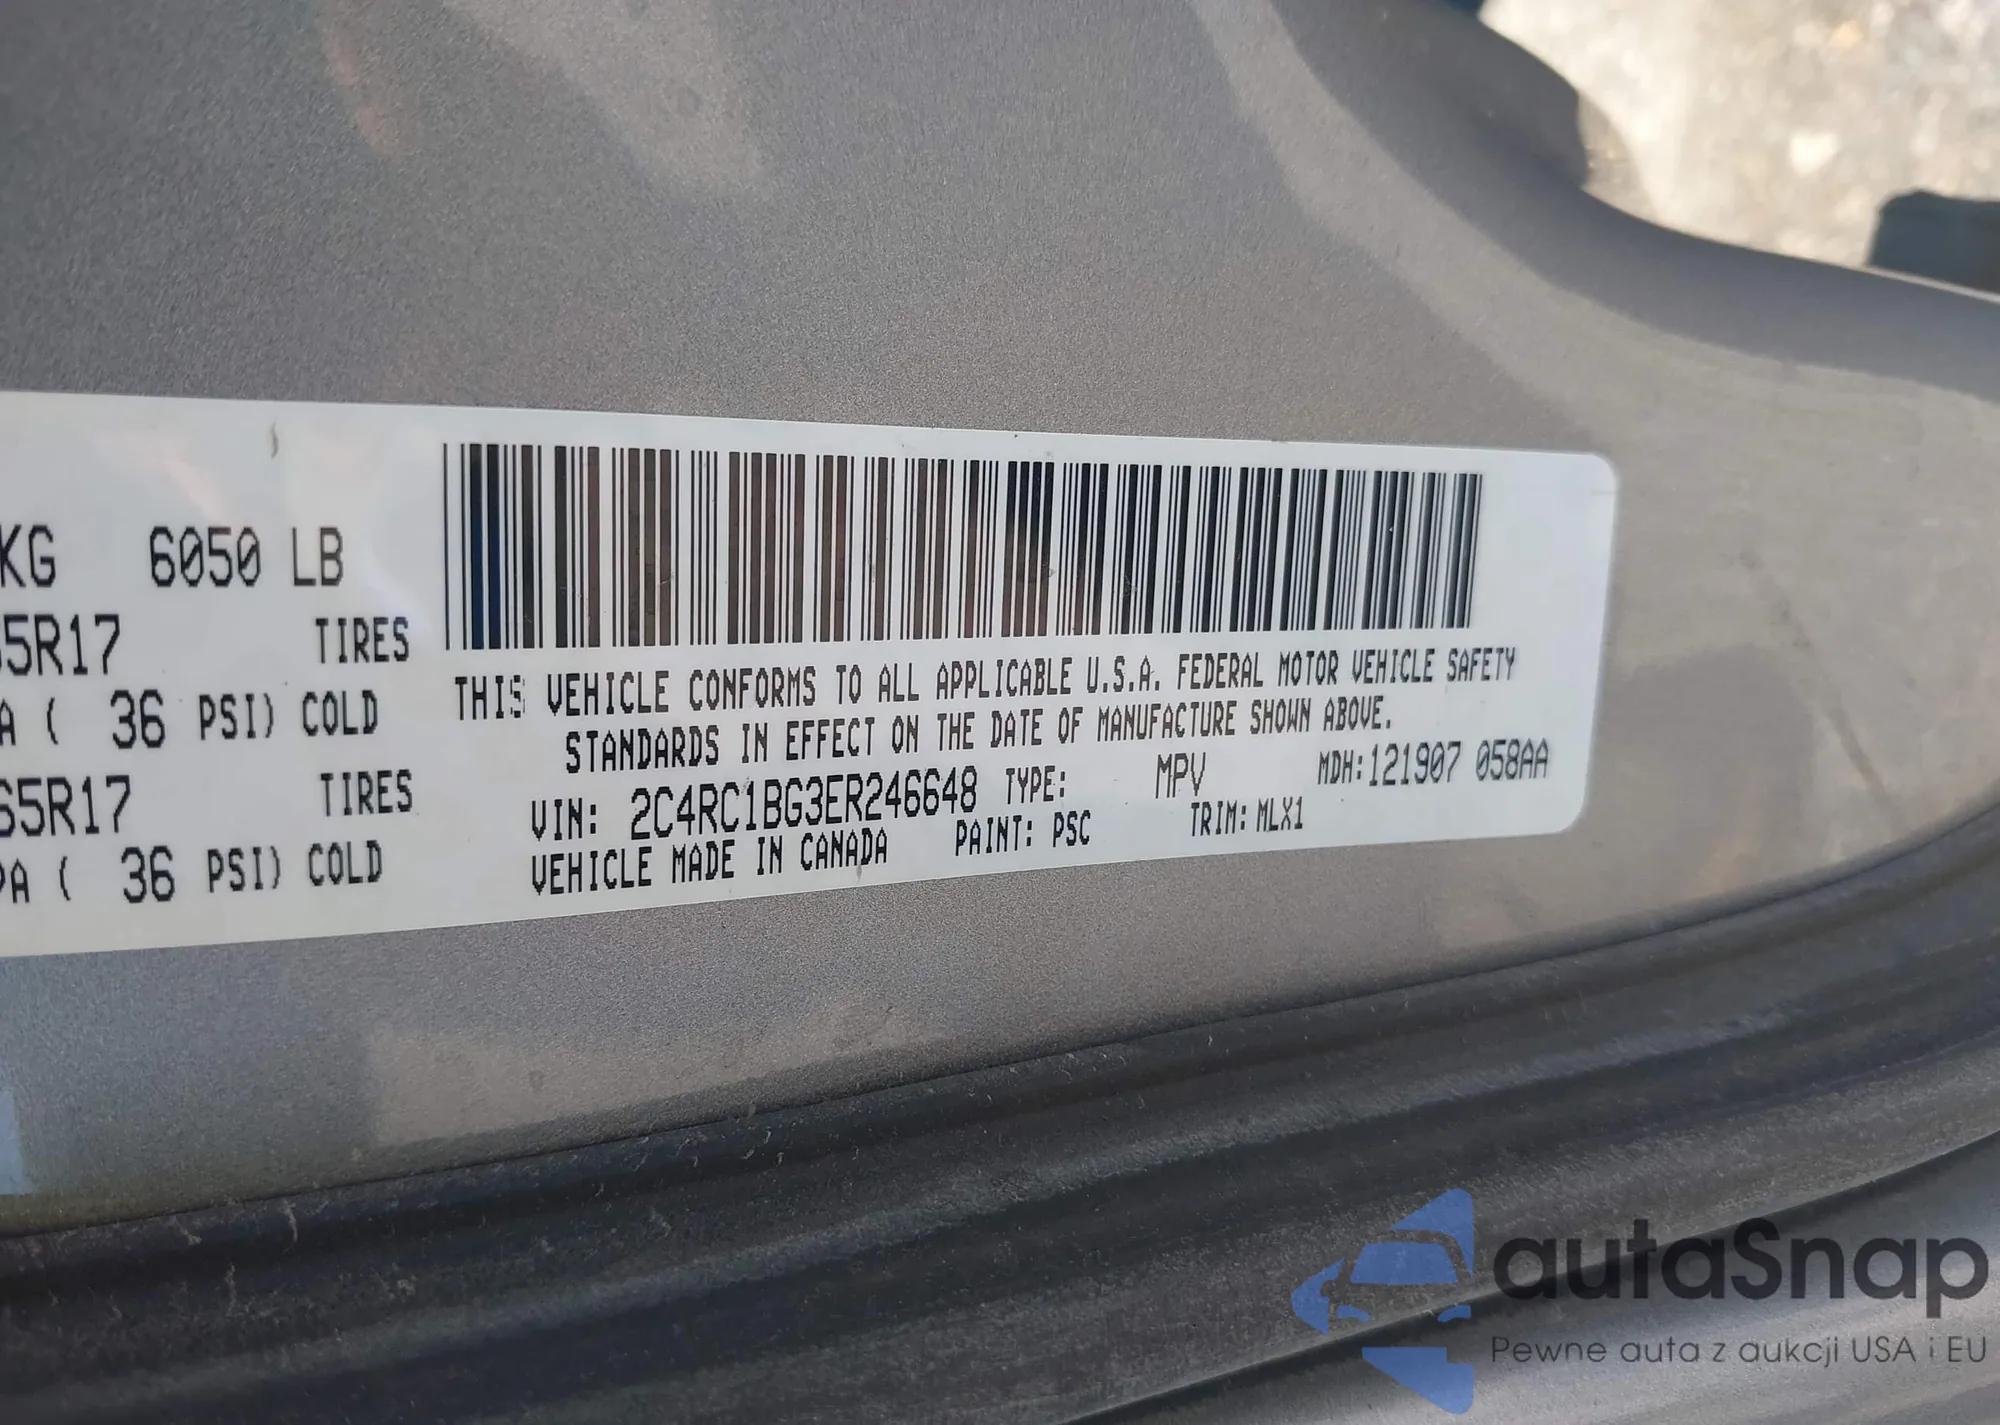 KG 6050 LB
65R17 TIRES
PA ( 36 PSI) COLD
65R17 TIRES
PA ( 36 PSI) COLD
THIS VEHICLE CONFORMS TO ALL APPLICABLE U.S.A. FEDERAL MOTOR VEHICLE SAFETY
STANDARDS IN EFFECT ON THE DATE OF MANUFACTURE SHOWN ABOVE.
VIN: 2C4RC1BG3ER246648 TYPE: MPV MDH:121907 058AA
VEHICLE MADE IN CANADA PAINT: PSC TRIM: MLX1
autaSnap
Pewne auta z aukcji USA i EU